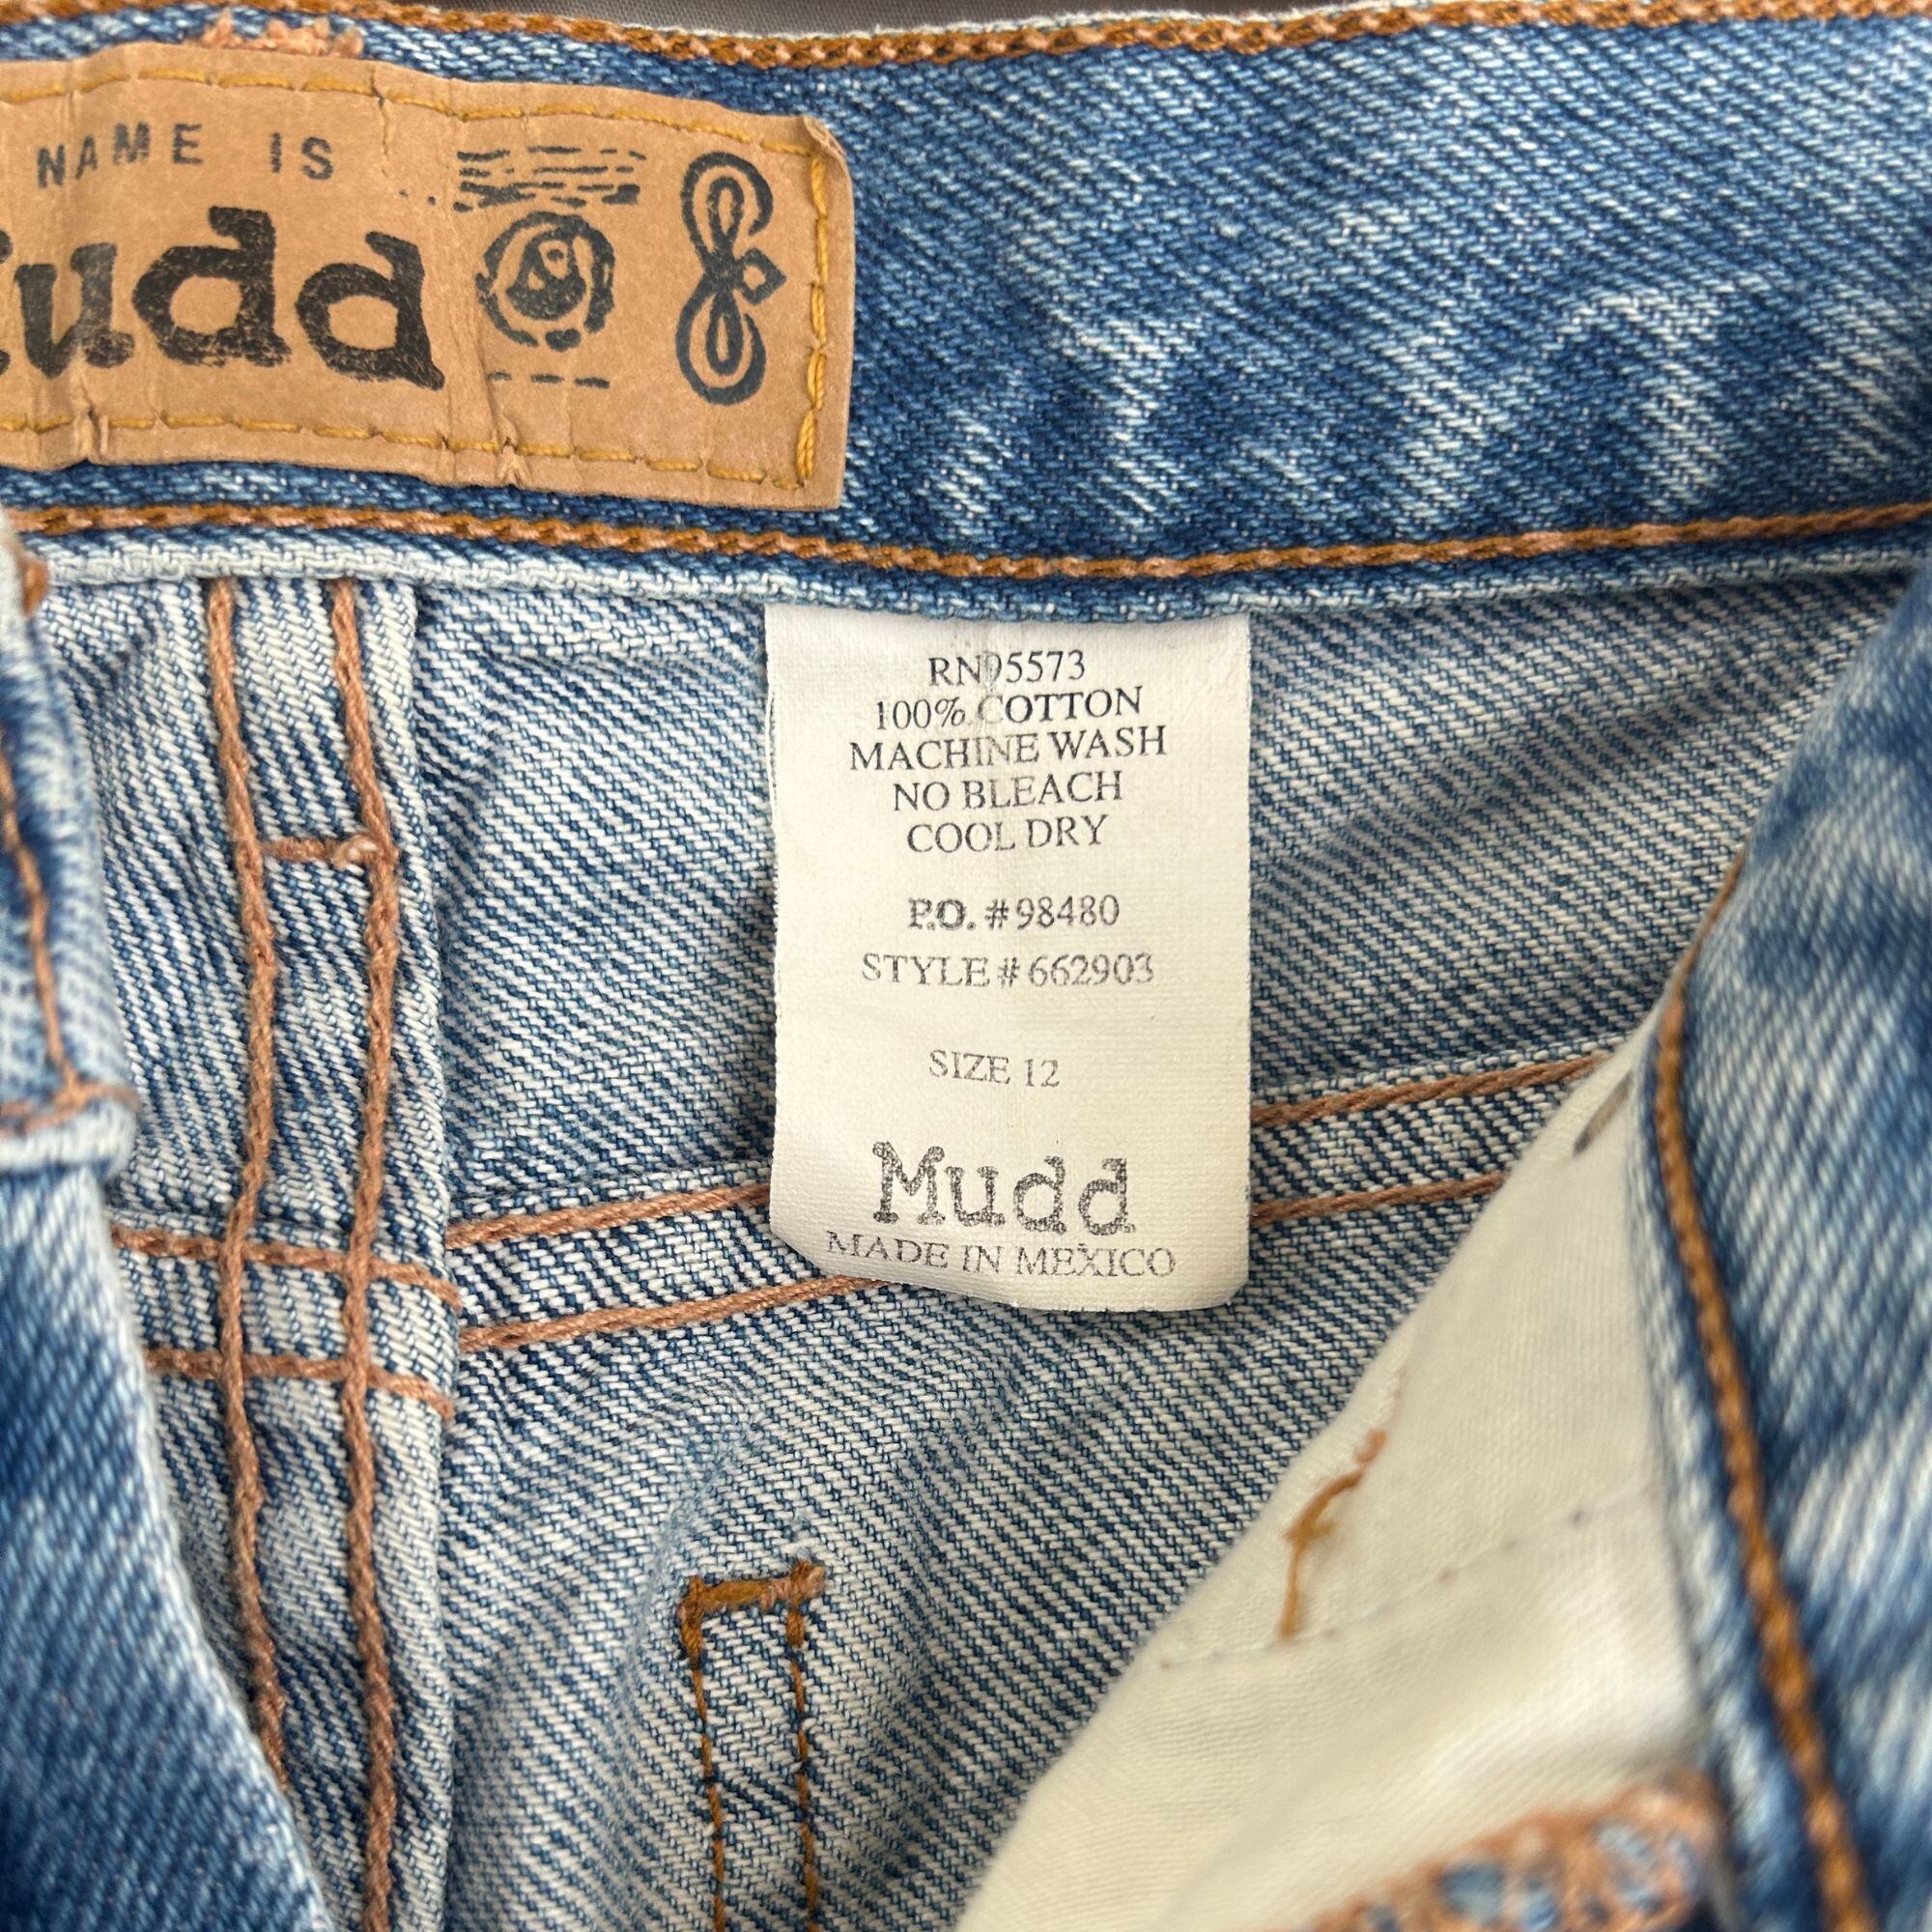 NAME IS
udd
RN95573
100% COTTON
MACHINE WASH
NO BLEACH
COOL DRY
P.O. # 98480
STYLE # 662903
SIZE 12
Mudd
MADE IN MEXICO